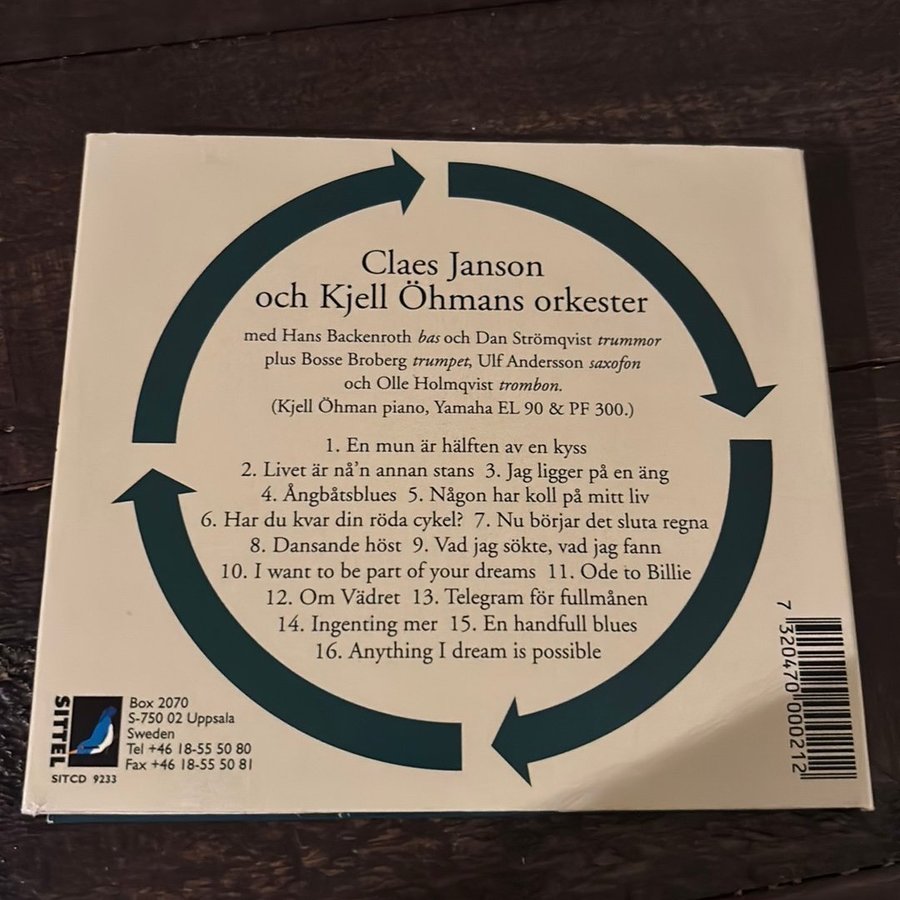 Claes Janson
och Kjell Öhmans orkester
med Hans Backenroth bas och Dan Strömqvist trummor
plus Bosse Broberg trumpet, Ulf Andersson saxofon
och Olle Holmqvist trombon.
(Kjell Öhman piano, Yamaha EL 90 & PF 300.)
1. En mun är hälften av en kyss
2. Livet är nå'n annan stans 3. Jag ligger på en äng
4. Ångbåtsblues 5. Någon har koll på mitt liv
6. Har du kvar din röda cykel? 7. Nu börjar det sluta regna
8. Dansande höst 9. Vad jag sökte, vad jag fann
10. I want to be part of your dreams 11. Ode to Billie
12. Om Vädret 13. Telegram för fullmånen
14. Ingenting mer 15. En handfull blues
16. Anything I dream is possible
SITTEL
SITCD 9233
Box 2070
S-750 02 Uppsala
Sweden
Tel +46 18-55 50 80
Fax +46 18-55 50 81
7 320470 000212